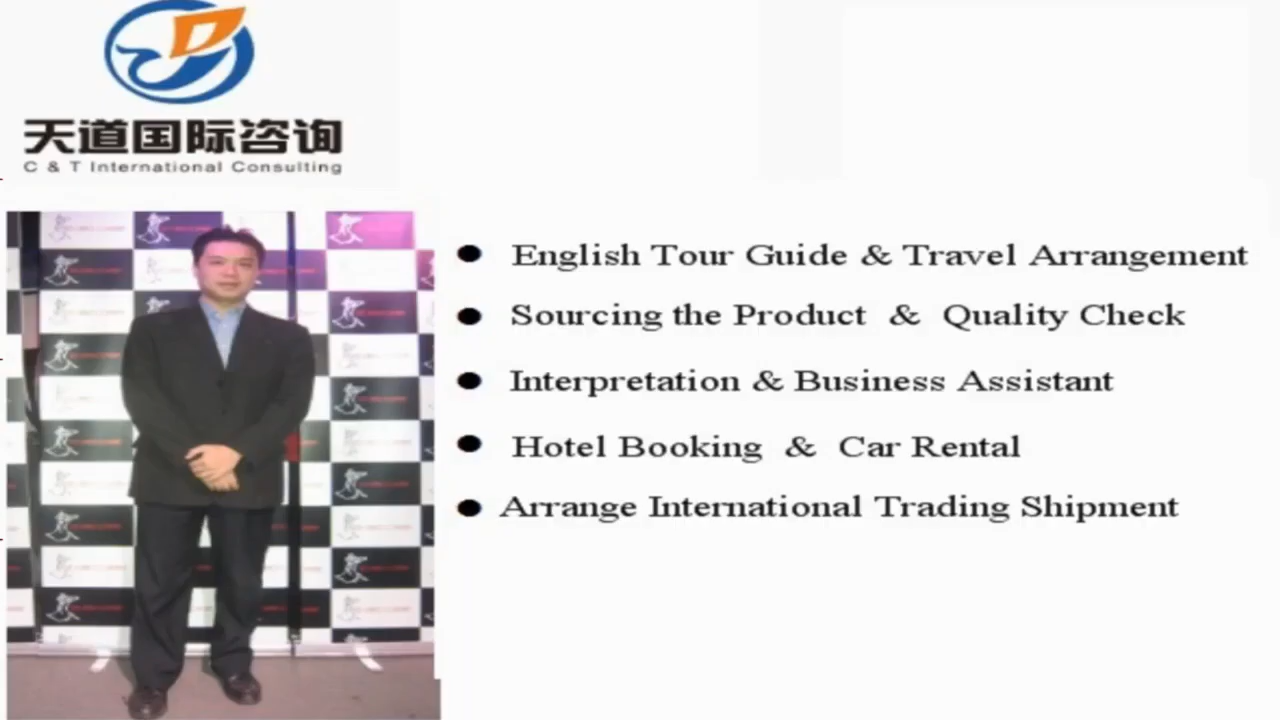 天道国际咨询
C & T International Consulting
● English Tour Guide & Travel Arrangement
● Sourcing the Product & Quality Check
● Interpretation & Business Assistant
● Hotel Booking & Car Rental
● Arrange International Trading Shipment